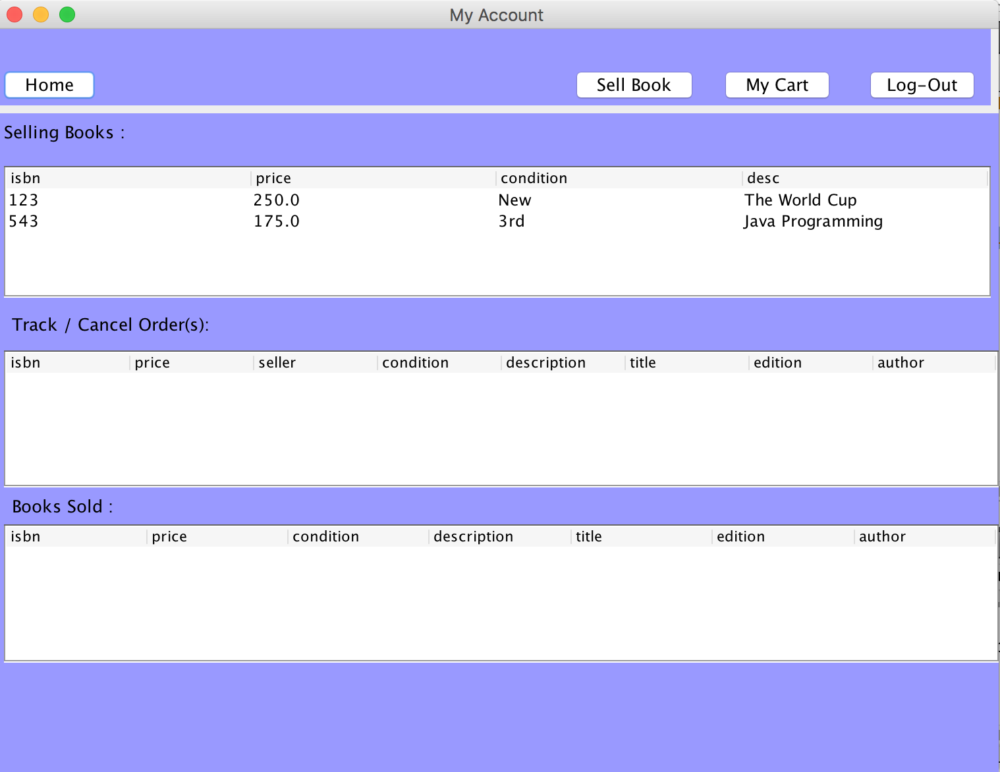 My Account
Home Sell Book My Cart Log-Out
Selling Books :
isbn price condition desc
123 250.0 New The World Cup
543 175.0 3rd Java Programming
Track / Cancel Order(s):
isbn price seller condition description title edition author
Books Sold :
isbn price condition description title edition author